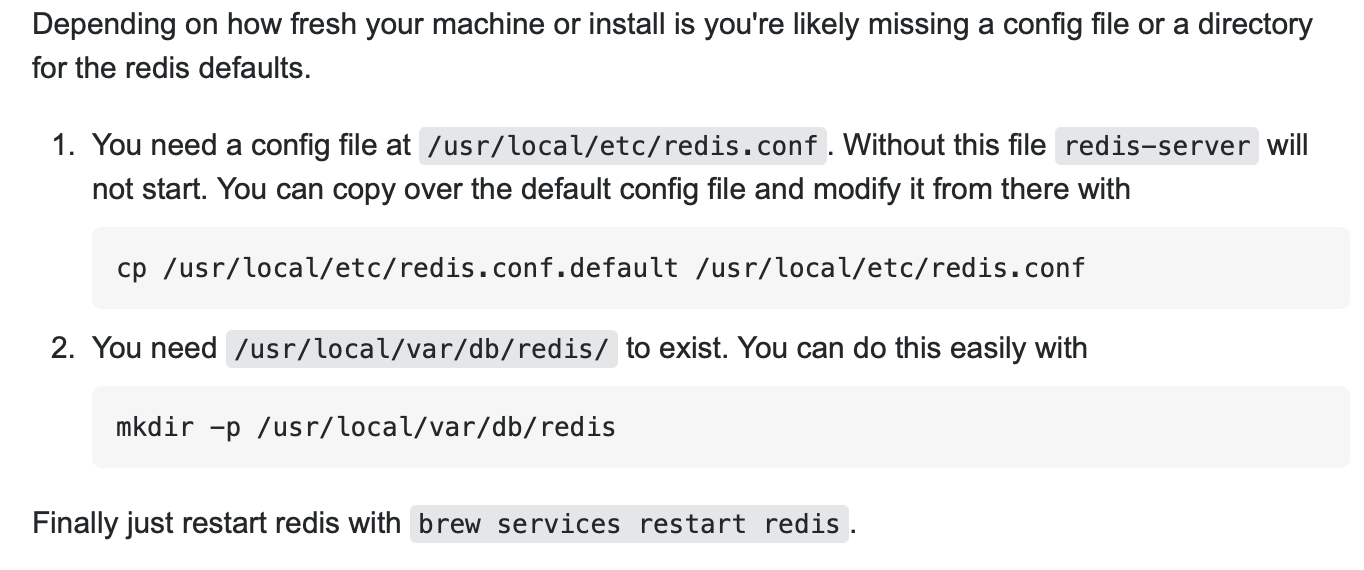 Depending on how fresh your machine or install is you're likely missing a config file or a directory
for the redis defaults.
1. You need a config file at /usr/local/etc/redis.conf. Without this file redis-server will
not start. You can copy over the default config file and modify it from there with
cp /usr/local/etc/redis.conf.default /usr/local/etc/redis.conf
2. You need /usr/local/var/db/redis/ to exist. You can do this easily with
mkdir -p /usr/local/var/db/redis
Finally just restart redis with brew services restart redis.